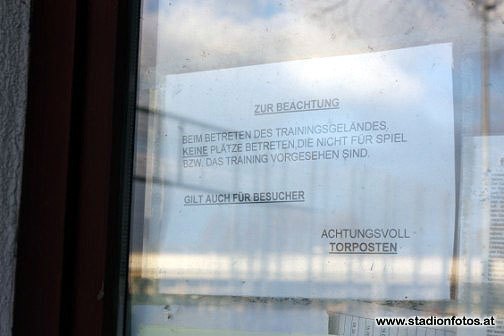 ZUR BEACHTUNG
BEIM BETRETEN DES TRAININGSGELÄNDES,
KEINE PLÄTZE BETRETEN,DIE NICHT FÜR SPIEL
BZW. DAS TRAINING VORGESEHEN SIND.
GILT AUCH FÜR BESUCHER
ACHTUNGSVOLL
TORPOSTEN
www.stadionfotos.at